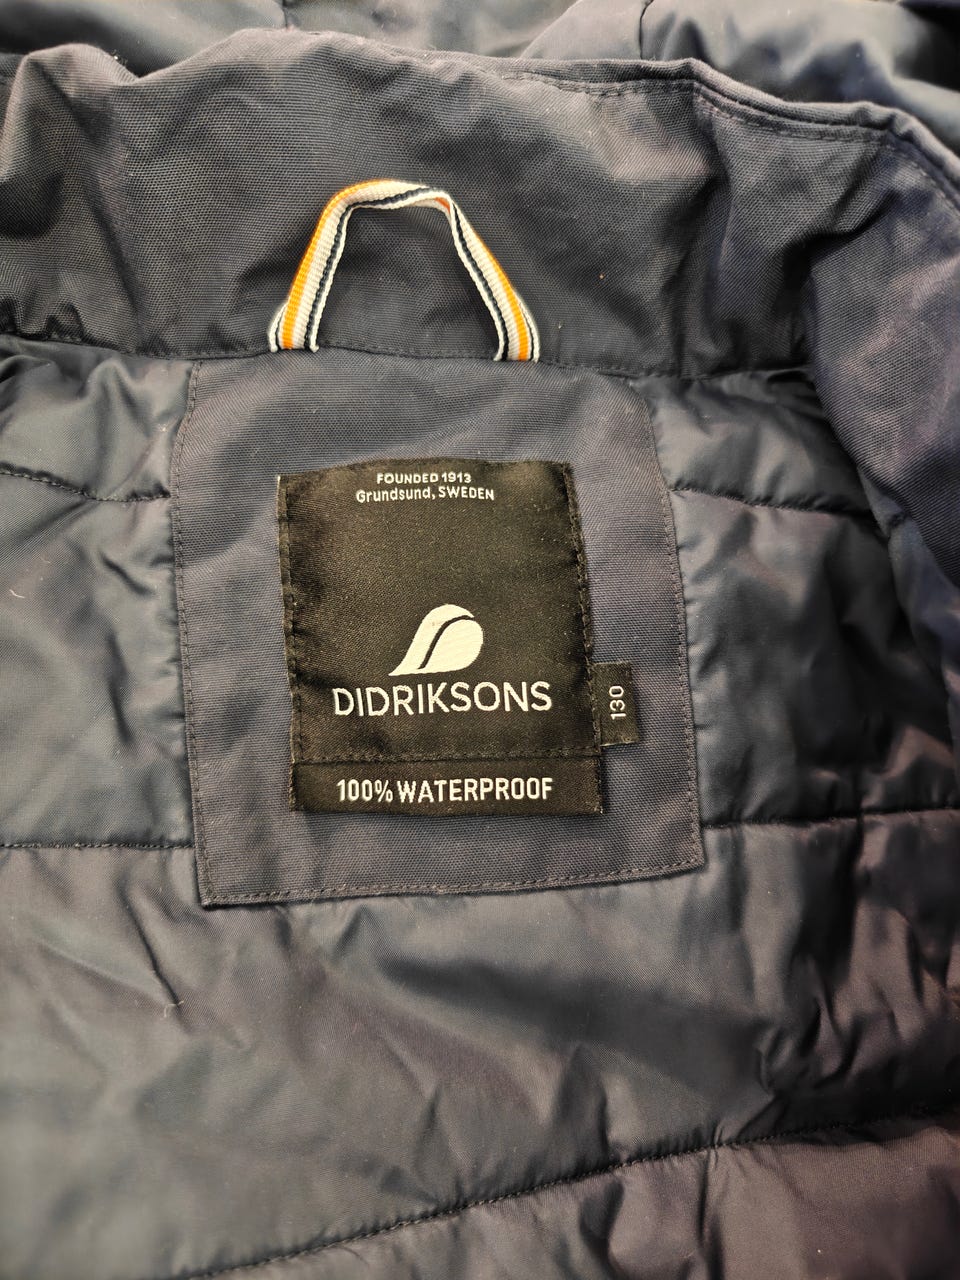 FOUNDED 1913
Grundsund, SWEDEN
DIDRIKSONS
130
100% WATERPROOF